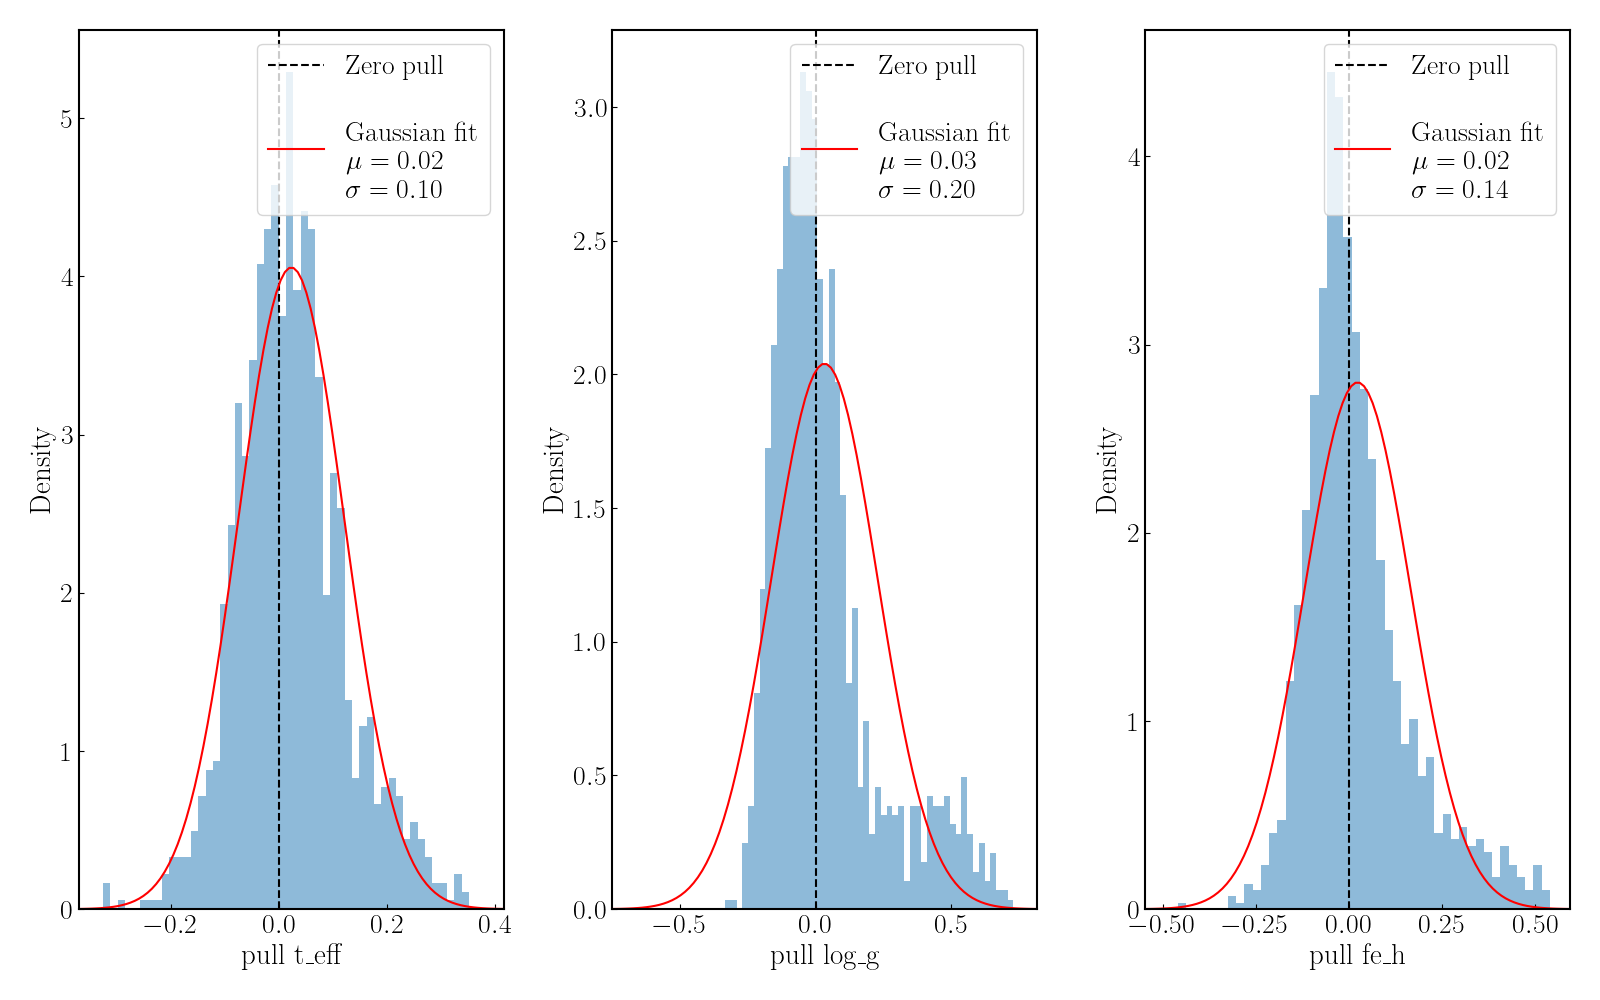 Zero pull
Gaussian fit
μ = 0.02
σ = 0.10
Density
0
1
2
3
4
5
−0.2
0.0
0.2
0.4
pull t_eff
Zero pull
Gaussian fit
μ = 0.03
σ = 0.20
Density
0.0
0.5
1.0
1.5
2.0
2.5
3.0
−0.5
0.0
0.5
pull log_g
Zero pull
Gaussian fit
μ = 0.02
σ = 0.14
Density
0
1
2
3
4
−0.50
−0.25
0.00
0.25
0.50
pull fe_h